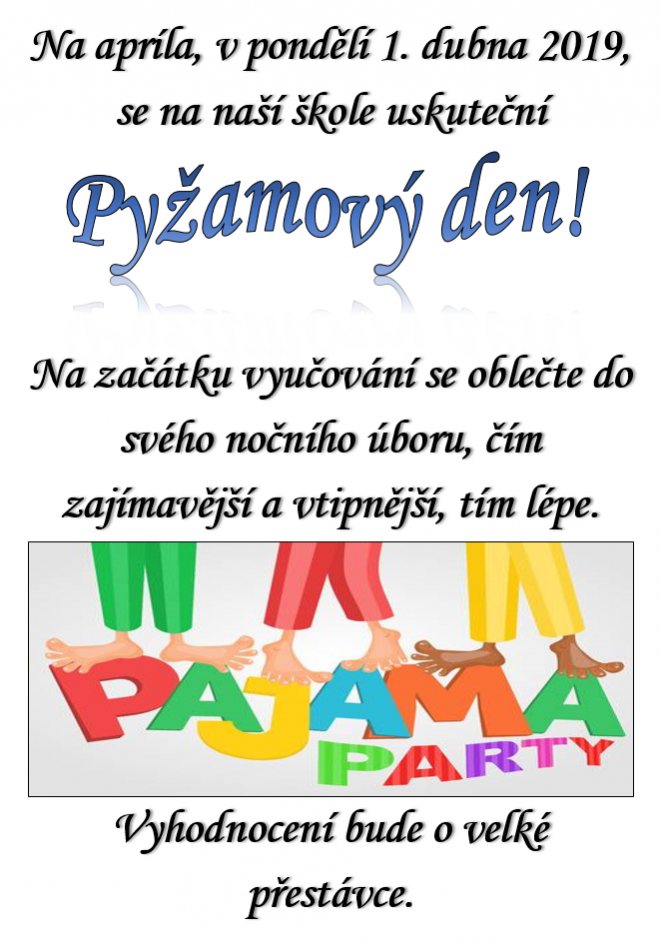 Na apríla, v pondělí 1. dubna 2019,
se na naší škole uskuteční
Pyžamový den!
Na začátku vyučování se oblečte do
svého nočního úboru, čím
zajímavější a vtipnější, tím lépe.
PAJAMA
PARTY
Vyhodnocení bude o velké
přestávce.